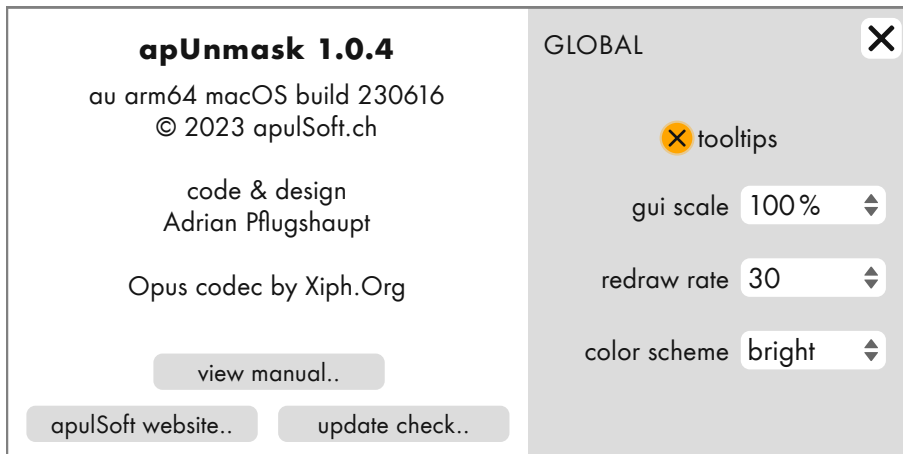 apUnmask 1.0.4
au arm64 macOS build 230616
© 2023 apulSoft.ch
code & design
Adrian Pflugshaupt
Opus codec by Xiph.Org
view manual..
apulSoft website..
update check..
GLOBAL
tooltips
gui scale 100%
redraw rate 30
color scheme bright